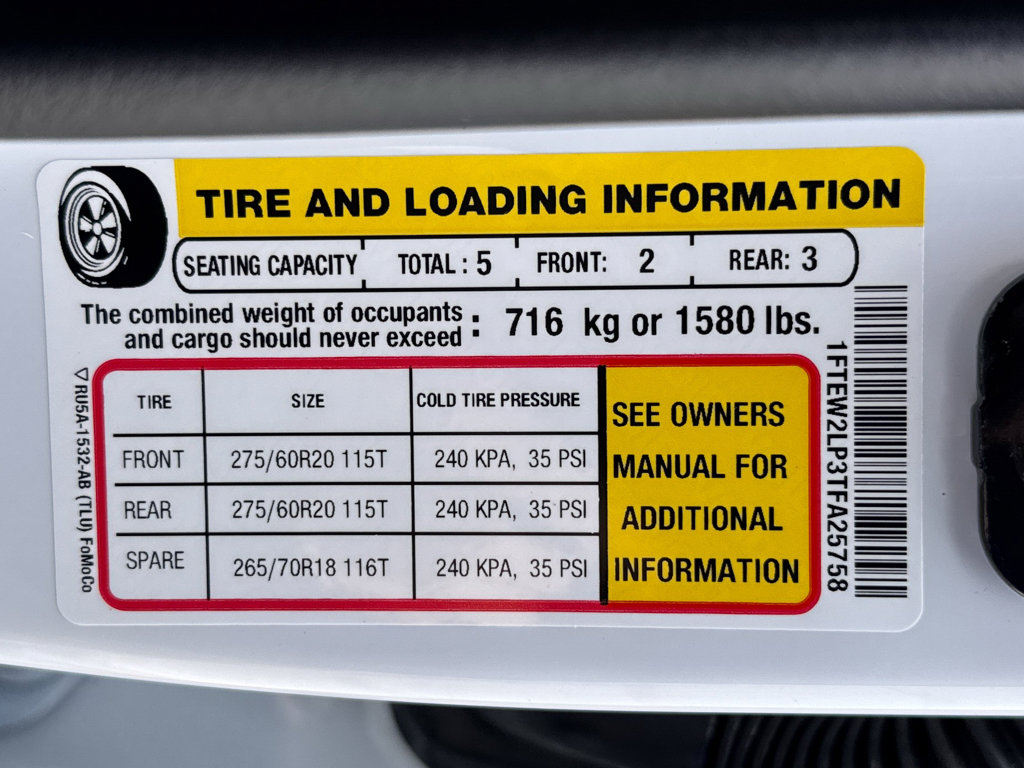 TIRE AND LOADING INFORMATION
SEATING CAPACITY TOTAL : 5 FRONT: 2 REAR: 3
The combined weight of occupants
and cargo should never exceed : 716 kg or 1580 lbs.
TIRE SIZE COLD TIRE PRESSURE
FRONT 275/60R20 115T 240 KPA, 35 PSI
REAR 275/60R20 115T 240 KPA, 35 PSI
SPARE 265/70R18 116T 240 KPA, 35 PSI
SEE OWNERS
MANUAL FOR
ADDITIONAL
INFORMATION
1FTEW2LP3TFA25758
▽RU5A-1532-AB (TLU) FoMoCo